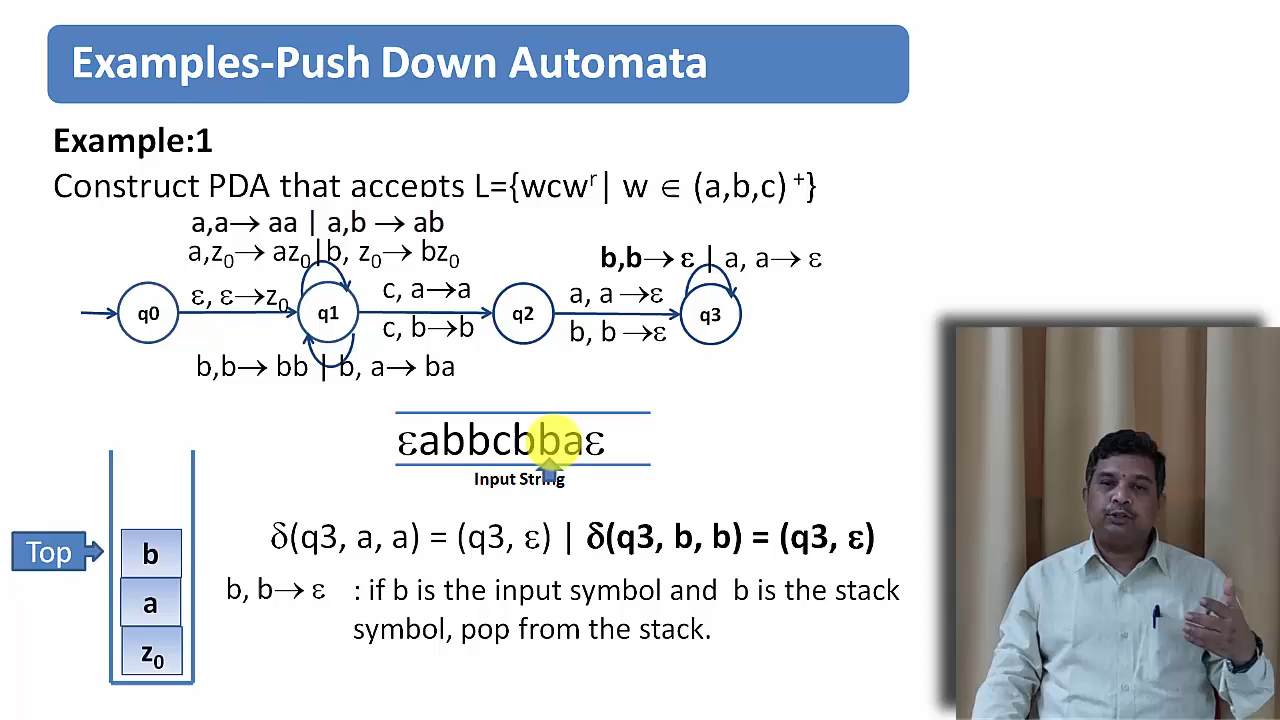 Examples-Push Down Automata
Example:1
Construct PDA that accepts L={wcwʳ| w ∈ (a,b,c)⁺}
a,a→ aa | a,b → ab
a,z₀→ az₀|b, z₀→ bz₀
b,b→ ε | a, a→ ε
q0
ε, ε→z₀
q1
c, a→a
c, b→b
q2
a, a →ε
b, b →ε
q3
b,b→ bb | b, a→ ba
εabbcbbaε
Input String
δ(q3, a, a) = (q3, ε) | δ(q3, b, b) = (q3, ε)
Top
b
a
z₀
b, b→ ε : if b is the input symbol and b is the stack
symbol, pop from the stack.